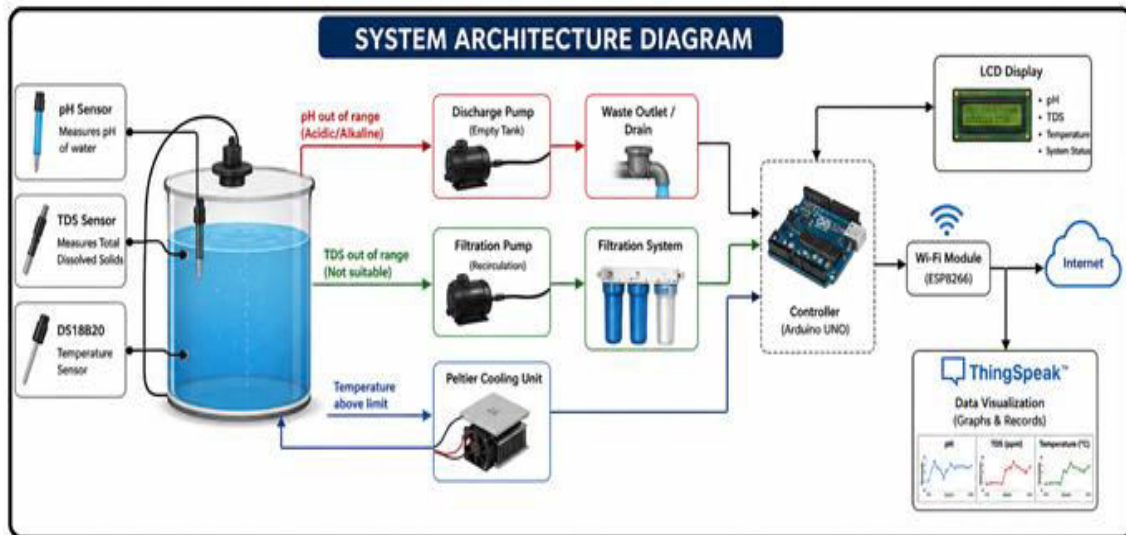 SYSTEM ARCHITECTURE DIAGRAM
pH Sensor
Measures pH
of water
TDS Sensor
Measures Total
Dissolved Solids
DS18B20
Temperature
Sensor
pH out of range
(Acidic/Alkaline)
TDS out of range
(Not suitable)
Temperature
above limit
Discharge Pump
(Empty Tank)
Waste Outlet /
Drain
Filtration Pump
(Recirculation)
Filtration System
Peltier Cooling Unit
Controller
(Arduino UNO)
LCD Display
• pH
• TDS
• Temperature
• System Status
Wi-Fi Module
(ESP8266)
Internet
ThingSpeak™
Data Visualization
(Graphs & Records)
pH
TDS (ppm)
Temperature (°C)